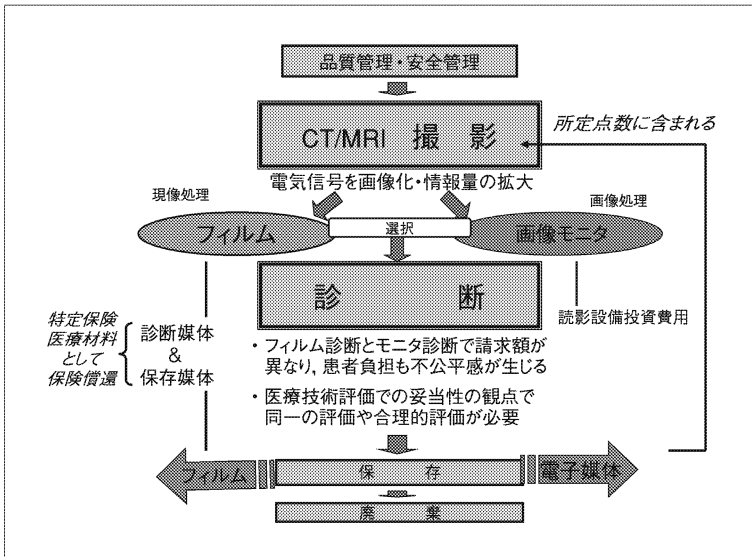 品質管理・安全管理
CT/MRI 撮 影
所定点数に含まれる
電気信号を画像化・情報量の拡大
現像処理
画像処理
フィルム
選択
画像モニタ
診 断
読影設備投資費用
特定保険
医療材料
として
保険償還
診断媒体
&
保存媒体
・フィルム診断とモニタ診断で請求額が
異なり, 患者負担も不公平感が生じる
・医療技術評価での妥当性の観点で
同一の評価や合理的評価が必要
フィルム
保 存
電子媒体
廃 棄